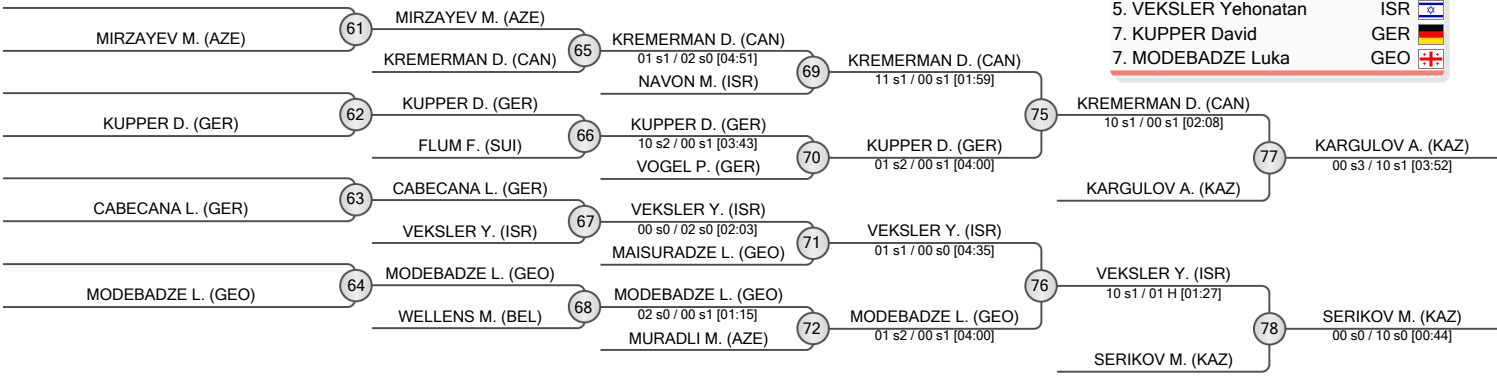 MIRZAYEV M. (AZE)
61
MIRZAYEV M. (AZE)
KREMERMAN D. (CAN)
65
KREMERMAN D. (CAN)
01 s1 / 02 s0 [04:51]
NAVON M. (ISR)
69
KREMERMAN D. (CAN)
11 s1 / 00 s1 [01:59]
5. VEKSLER Yehonatan ISR
7. KUPPER David GER
7. MODEBADZE Luka GEO
KUPPER D. (GER)
62
KUPPER D. (GER)
FLUM F. (SUI)
66
KUPPER D. (GER)
10 s2 / 00 s1 [03:43]
VOGEL P. (GER)
70
KUPPER D. (GER)
01 s2 / 00 s1 [04:00]
75
KREMERMAN D. (CAN)
10 s1 / 00 s1 [02:08]
KARGULOV A. (KAZ)
77
KARGULOV A. (KAZ)
00 s3 / 10 s1 [03:52]
CABECANA L. (GER)
63
CABECANA L. (GER)
VEKSLER Y. (ISR)
67
VEKSLER Y. (ISR)
00 s0 / 02 s0 [02:03]
MAISURADZE L. (GEO)
71
VEKSLER Y. (ISR)
01 s1 / 00 s0 [04:35]
MODEBADZE L. (GEO)
64
MODEBADZE L. (GEO)
WELLENS M. (BEL)
68
MODEBADZE L. (GEO)
02 s0 / 00 s1 [01:15]
MURADLI M. (AZE)
72
MODEBADZE L. (GEO)
01 s2 / 00 s1 [04:00]
76
VEKSLER Y. (ISR)
10 s1 / 01 H [01:27]
SERIKOV M. (KAZ)
78
SERIKOV M. (KAZ)
00 s0 / 10 s0 [00:44]